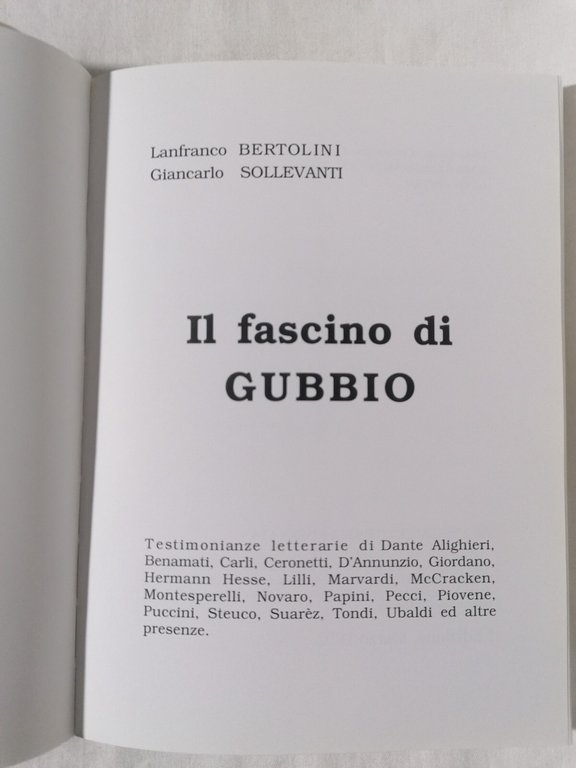 Lanfranco BERTOLINI
Giancarlo SOLLEVANTI
Il fascino di
GUBBIO
Testimonianze letterarie di Dante Alighieri,
Benamati, Carli, Ceronetti, D'Annunzio, Giordano,
Hermann Hesse, Lilli, Marvardi, McCracken,
Montesperelli, Novaro, Papini, Pecci, Piovene,
Puccini, Steuco, Suarèz, Tondi, Ubaldi ed altre
presenze.